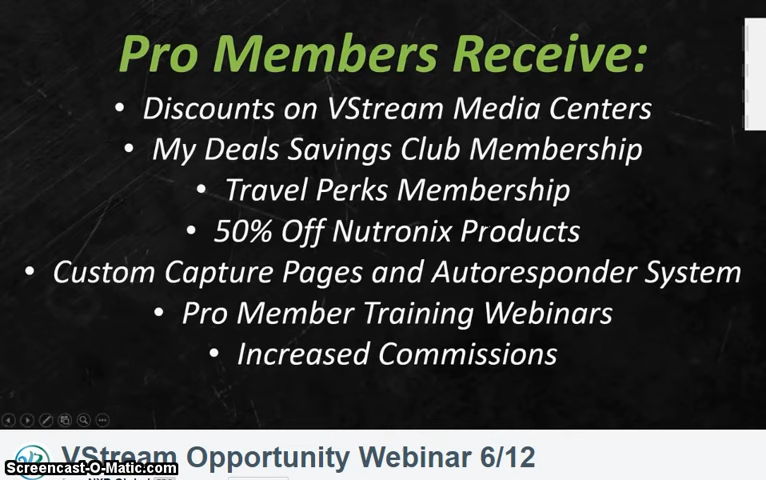 Pro Members Receive:
• Discounts on VStream Media Centers
• My Deals Savings Club Membership
• Travel Perks Membership
• 50% Off Nutronix Products
• Custom Capture Pages and Autoresponder System
• Pro Member Training Webinars
• Increased Commissions
VStream Opportunity Webinar 6/12
Screencast-O-Matic.com